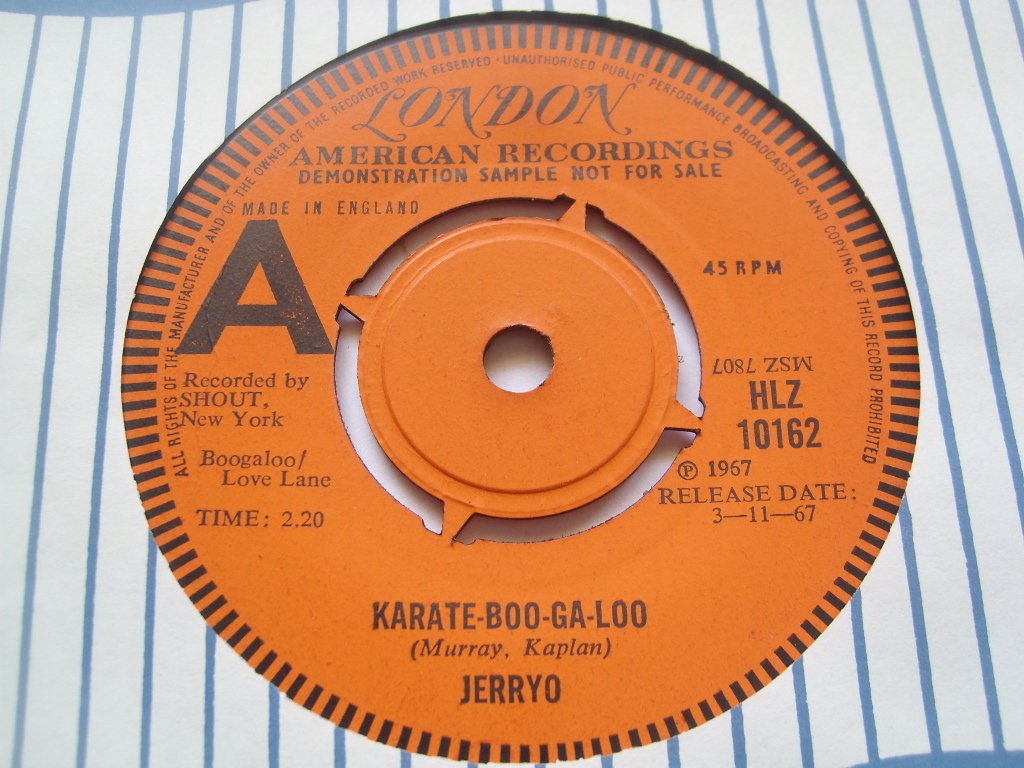 ALL RIGHTS OF THE MANUFACTURER AND OF THE OWNER OF THE RECORDED WORK RESERVED · UNAUTHORISED PUBLIC PERFORMANCE BROADCASTING AND COPYING OF THIS RECORD PROHIBITED
LONDON
AMERICAN RECORDINGS
DEMONSTRATION SAMPLE NOT FOR SALE
MADE IN ENGLAND
A
45 RPM
Recorded by
SHOUT,
New York
Boogaloo/
Love Lane
TIME: 2.20
MSZ 7807
HLZ
10162
℗ 1967
RELEASE DATE:
3—11—67
KARATE-BOO-GA-LOO
(Murray, Kaplan)
JERRYO